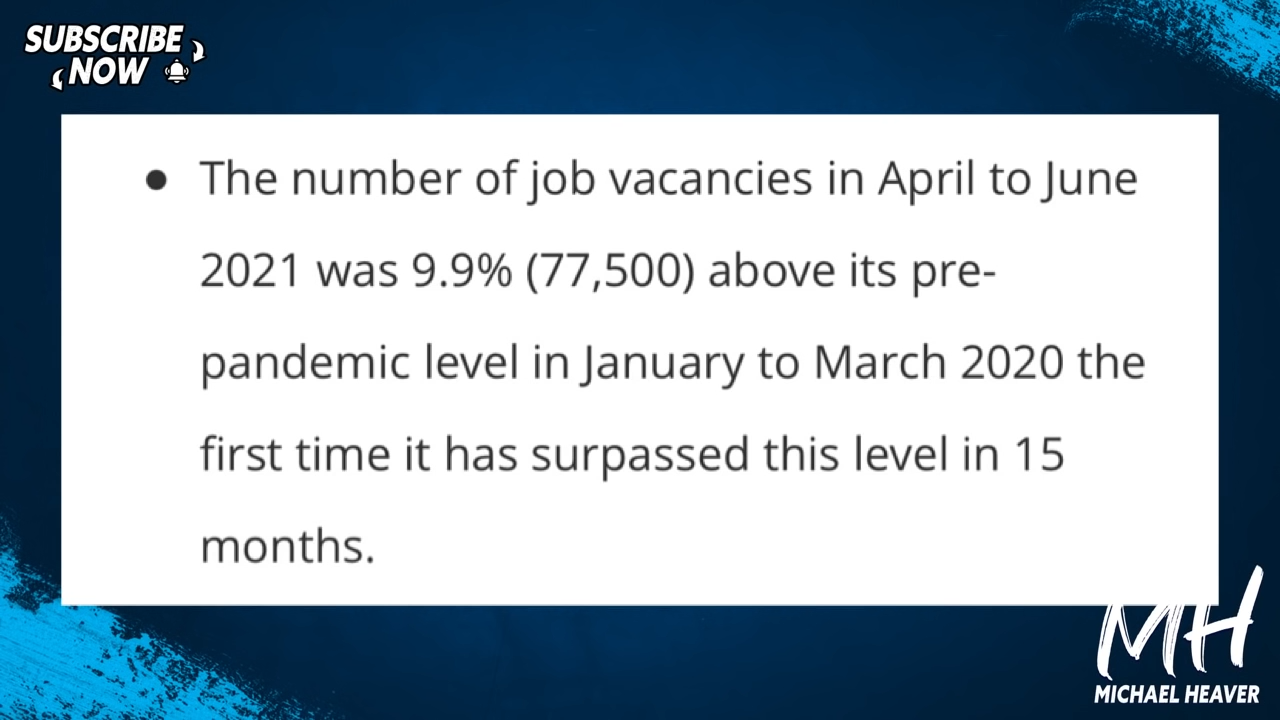 SUBSCRIBE
NOW
● The number of job vacancies in April to June
2021 was 9.9% (77,500) above its pre-
pandemic level in January to March 2020 the
first time it has surpassed this level in 15
months.
MH
MICHAEL HEAVER